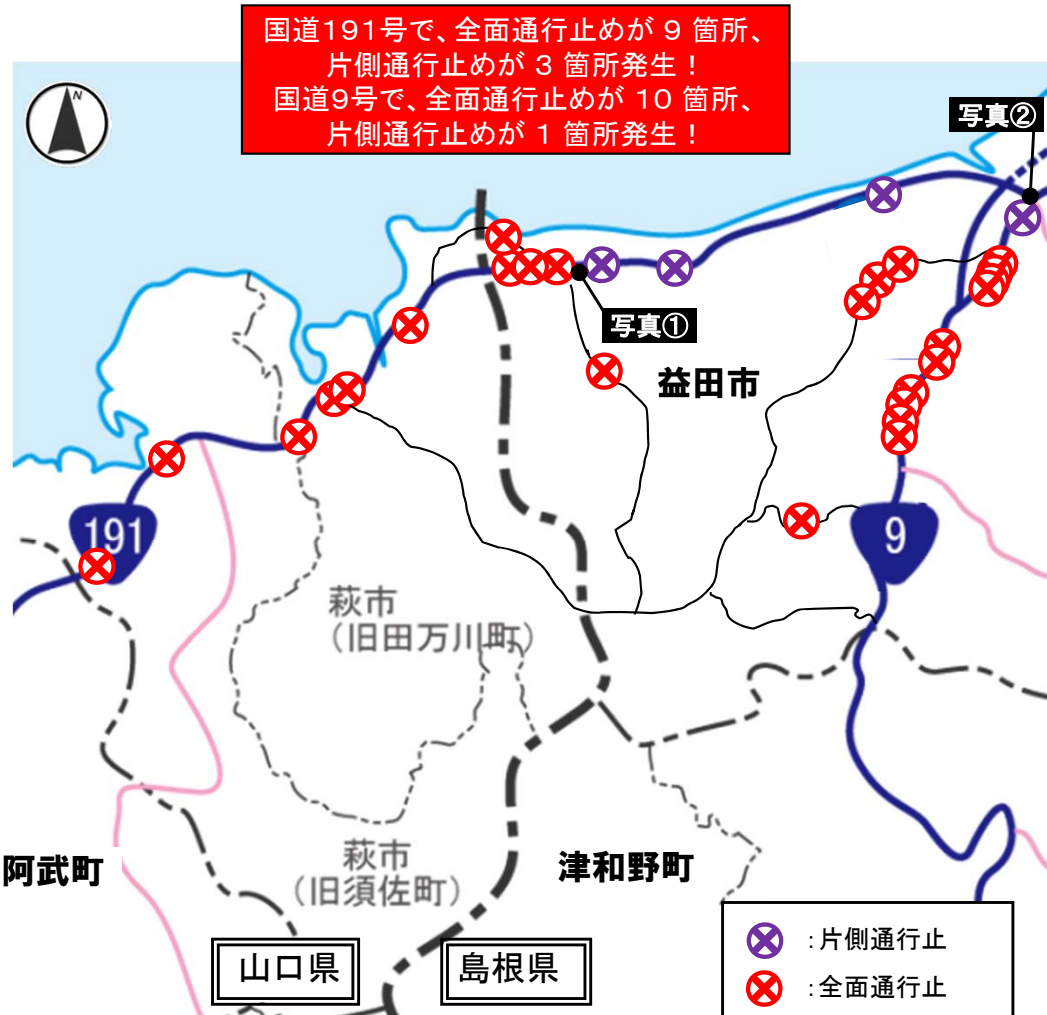 国道191号で、全面通行止めが 9 箇所、
片側通行止めが 3 箇所発生！
国道9号で、全面通行止めが 10 箇所、
片側通行止めが 1 箇所発生！
N
写真②
写真①
益田市
191
9
萩市
（旧田万川町）
萩市
（旧須佐町）
阿武町
津和野町
山口県
島根県
：片側通行止
：全面通行止